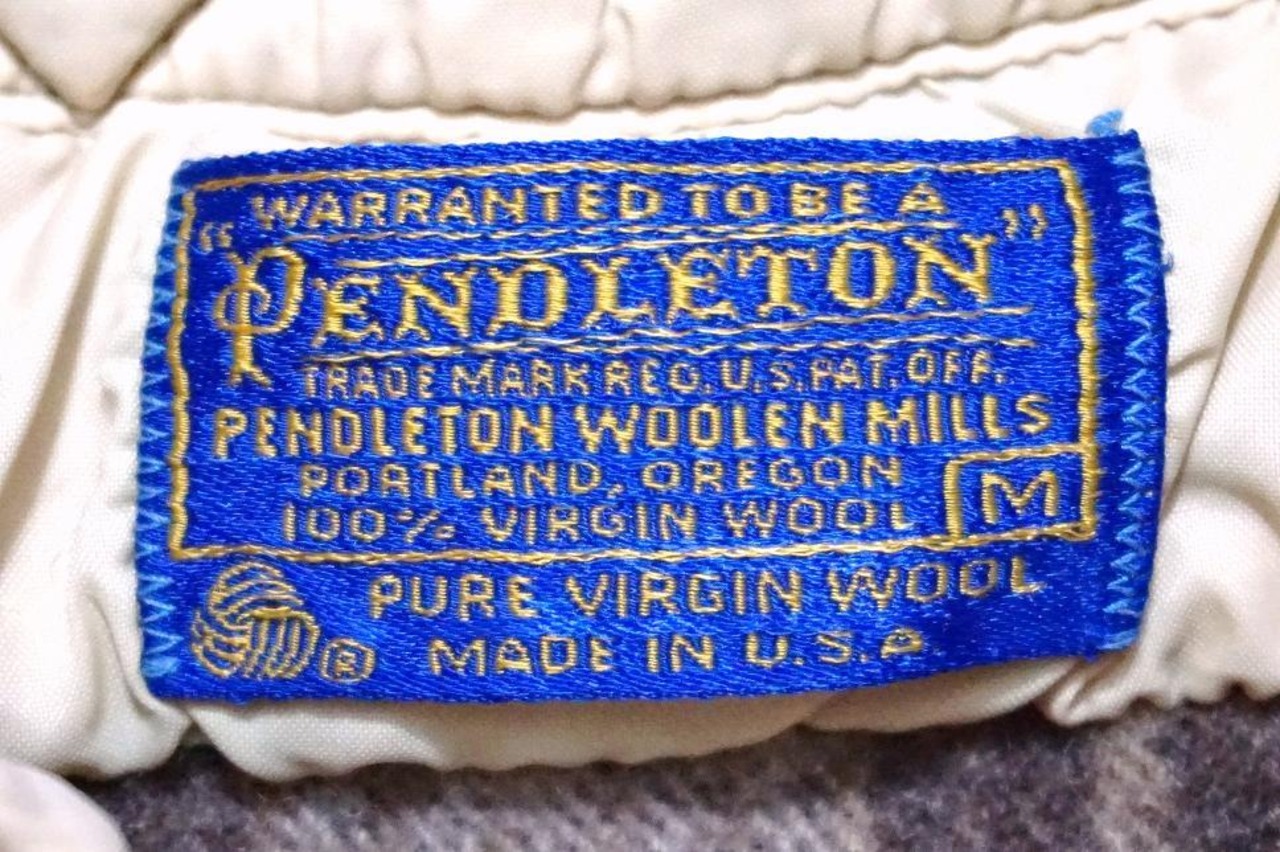 WARRANTED TO BE A
"PENDLETON"
TRADE MARK REG. U.S. PAT. OFF.
PENDLETON WOOLEN MILLS
PORTLAND, OREGON
100% VIRGIN WOOL M
PURE VIRGIN WOOL
® MADE IN U.S.A